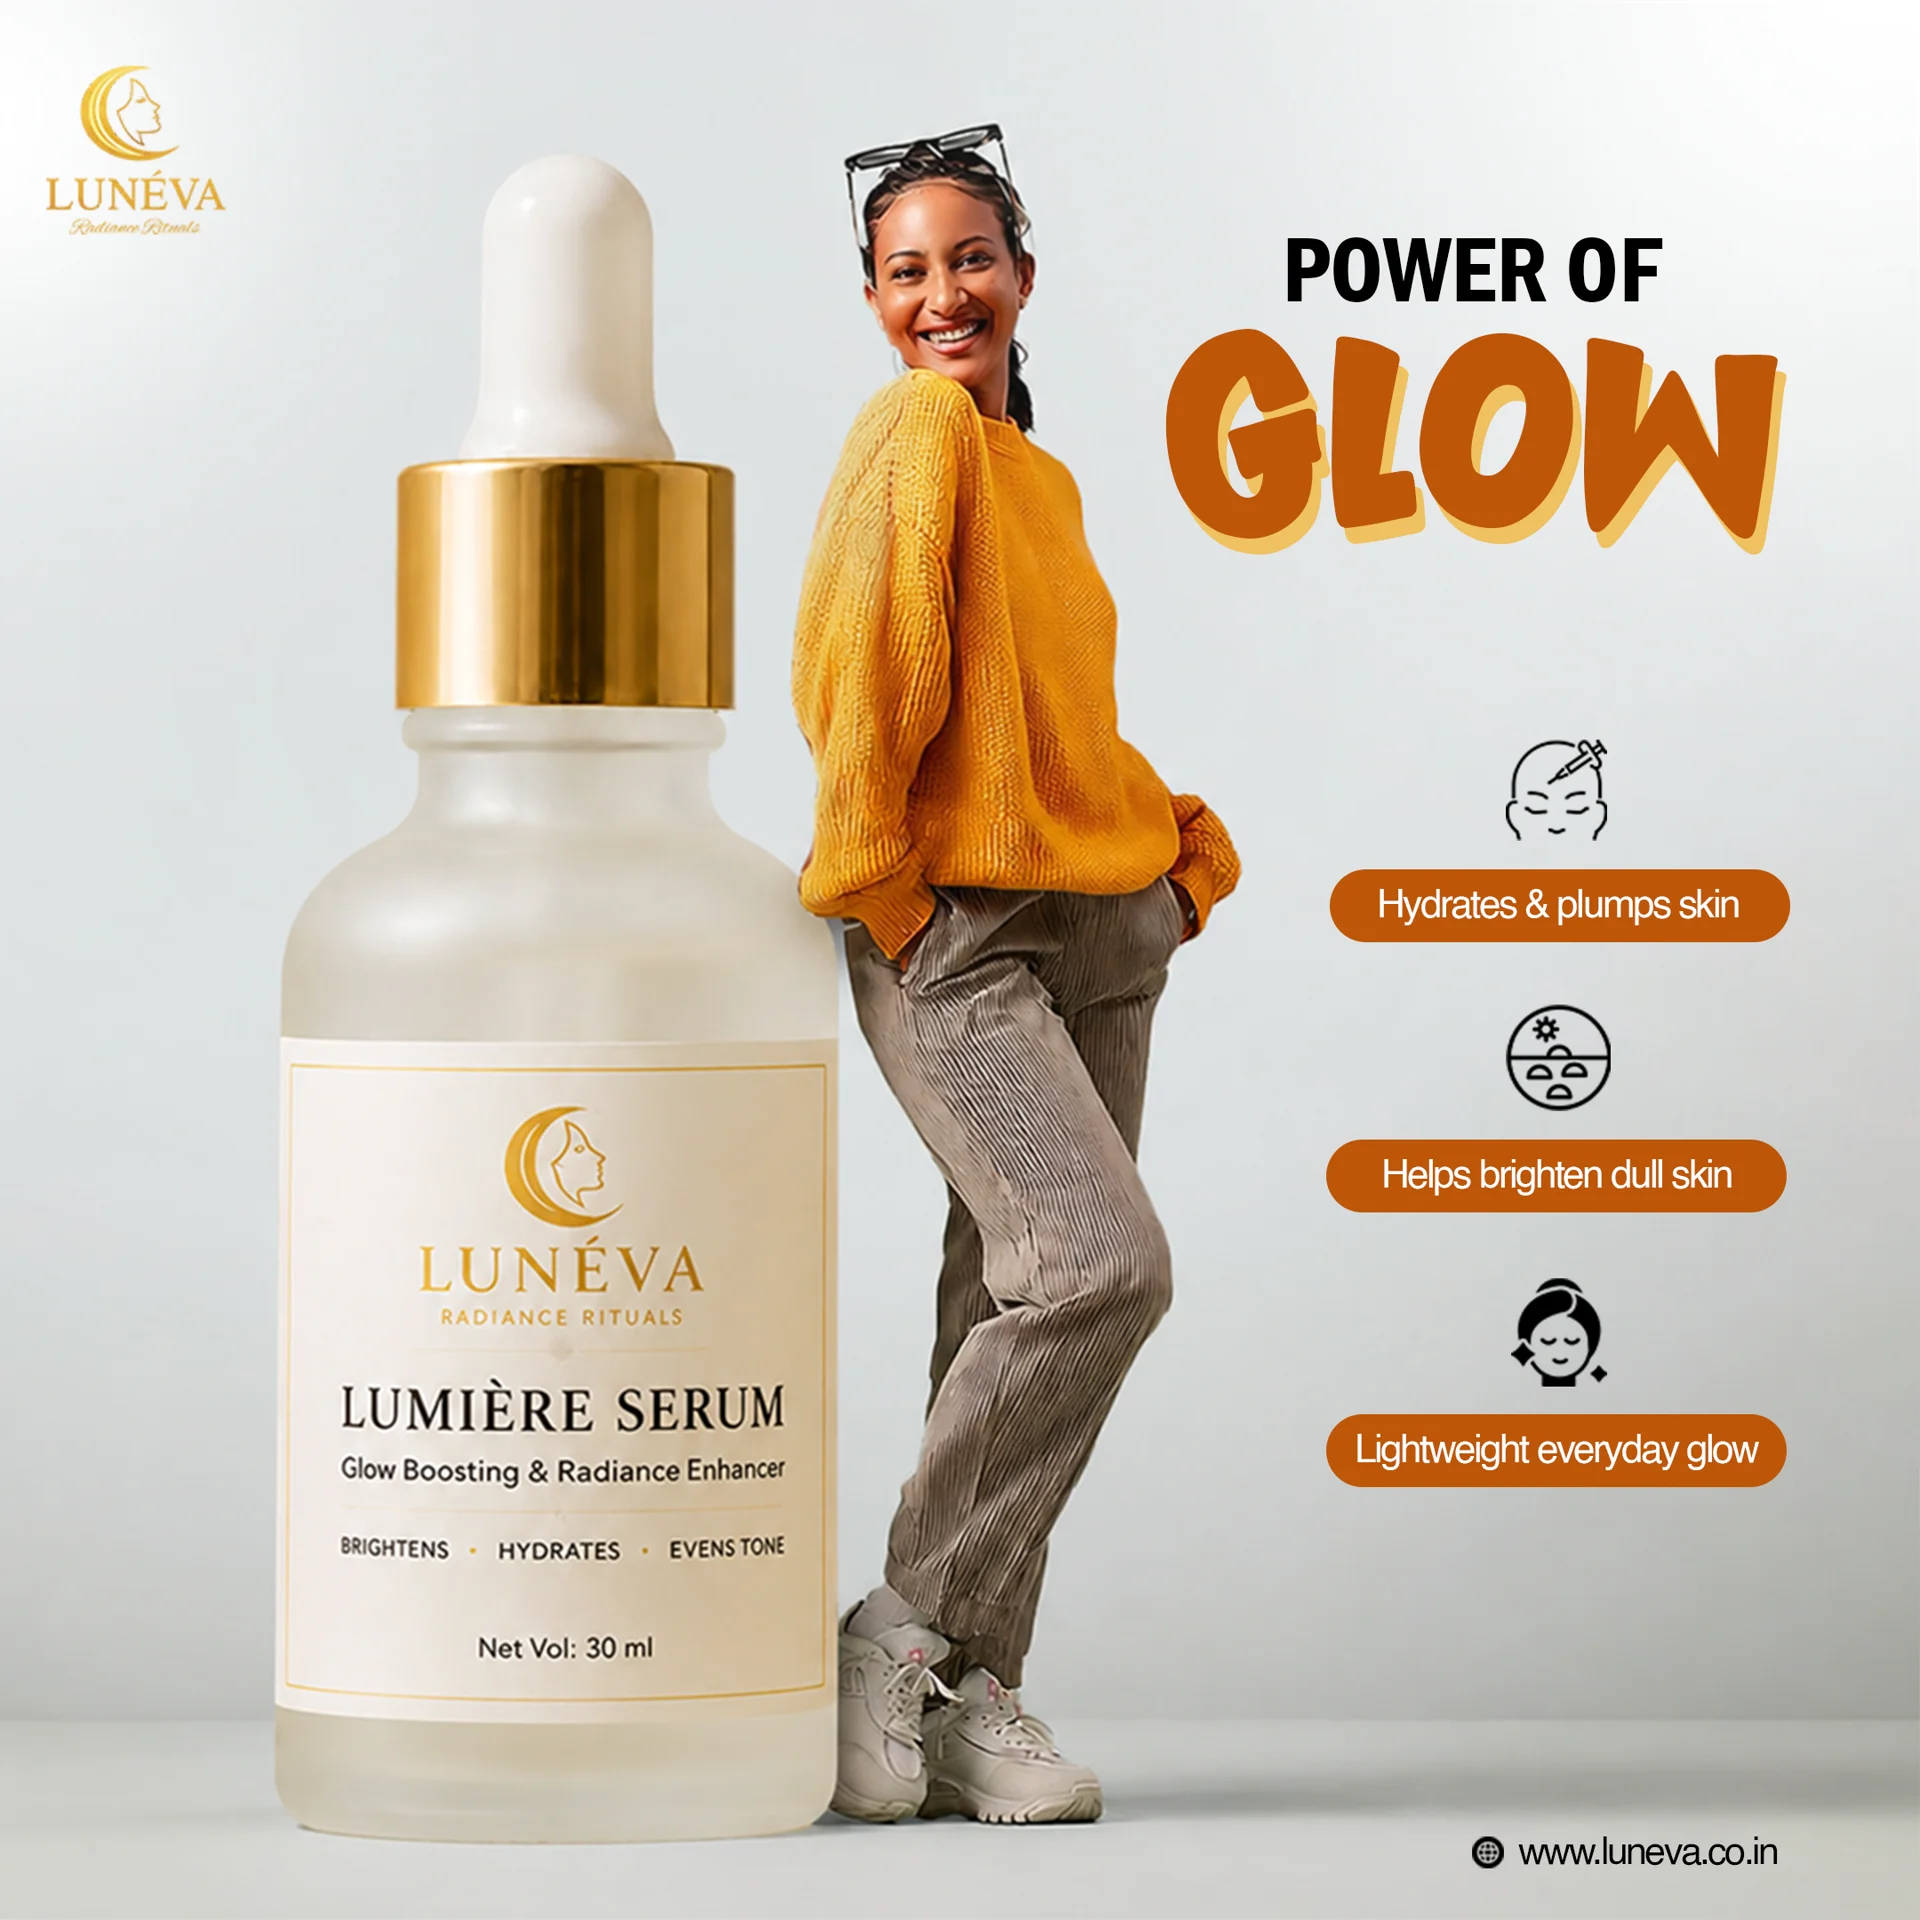 LUNÉVA
Radiance Rituals
POWER OF
GLOW
Hydrates & plumps skin
Helps brighten dull skin
Lightweight everyday glow
LUNÉVA
RADIANCE RITUALS
LUMIÈRE SERUM
Glow Boosting & Radiance Enhancer
BRIGHTENS • HYDRATES • EVENS TONE
Net Vol: 30 ml
www.luneva.co.in